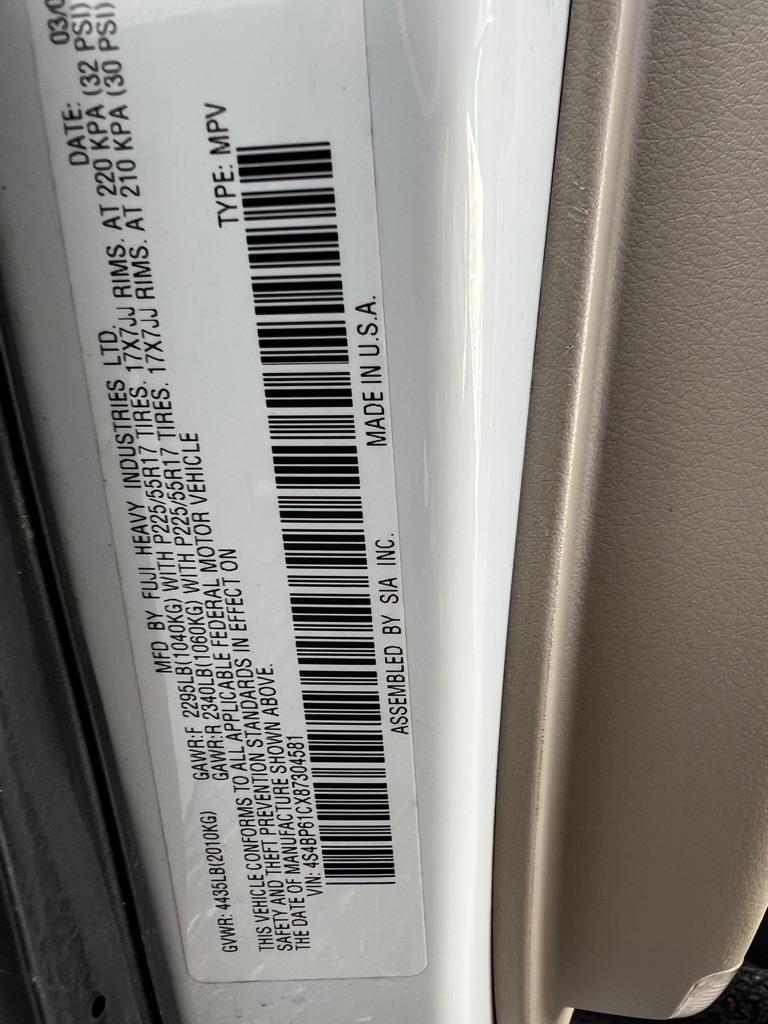 MFD BY FUJI HEAVY INDUSTRIES LTD. DATE: 03/0
GVWR: 4435LB(2010KG) GAWR:F 2295LB(1040KG) WITH P225/55R17 TIRES. 17X7JJ RIMS. AT 220 KPA (32 PSI)
GAWR:R 2340LB(1060KG) WITH P225/55R17 TIRES. 17X7JJ RIMS. AT 210 KPA (30 PSI)
THIS VEHICLE CONFORMS TO ALL APPLICABLE FEDERAL MOTOR VEHICLE
SAFETY AND THEFT PREVENTION STANDARDS IN EFFECT ON
THE DATE OF MANUFACTURE SHOWN ABOVE.
VIN: 4S4BP61CX87304581 TYPE: MPV
ASSEMBLED BY SIA INC. MADE IN U.S.A.